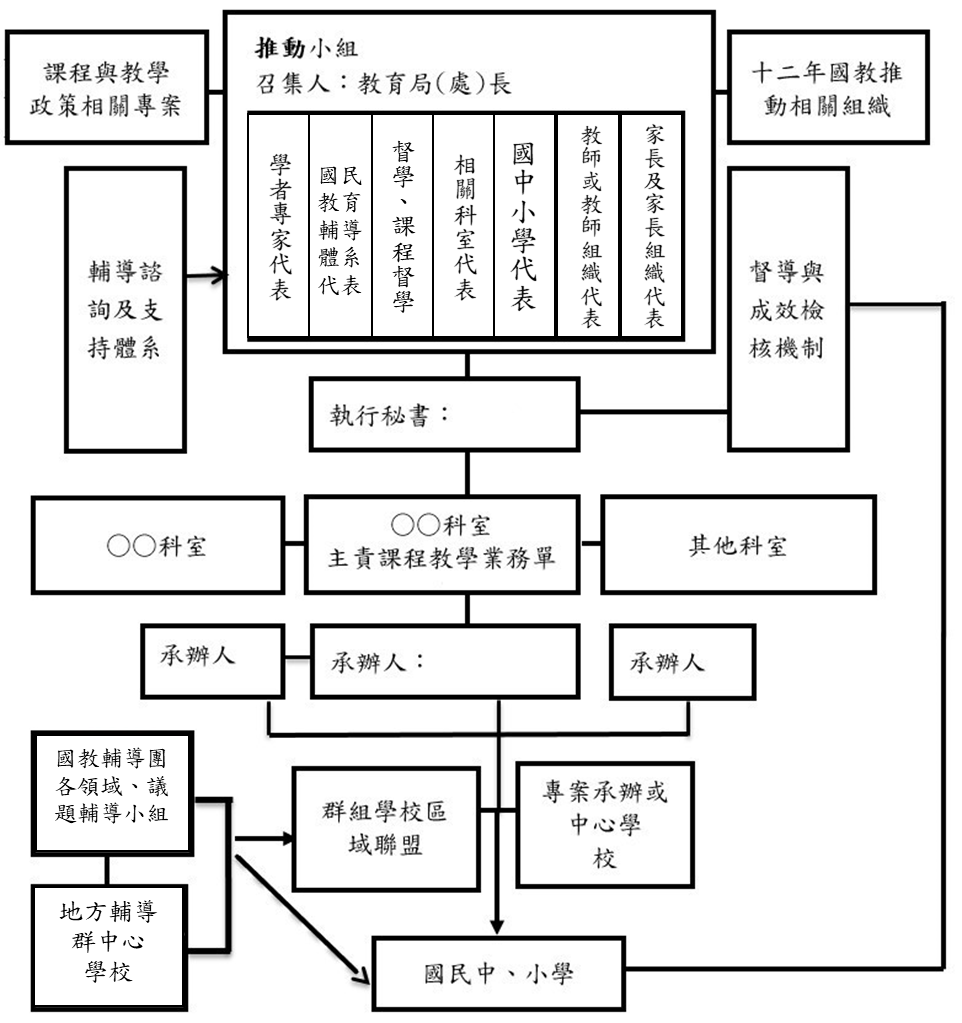 課程與教學
政策相關專案
推動小組
召集人：教育局(處)長
十二年國教推
動相關組織
學者專家代表
國民
教育
輔導
體系
代表
督學、課程督學
相關科室代表
國中小學代表
教師或教師組織代表
家長及家長組織代表
輔導諮
詢及支
持體系
督導與
成效檢
核機制
執行秘書：
○○科室
○○科室
主責課程教學業務單
其他科室
承辦人
承辦人：
承辦人
國教輔導團
各領域、議
題輔導小組
群組學校區
域聯盟
專案承辦或
中心學
校
地方輔導
群中心
學校
國民中、小學